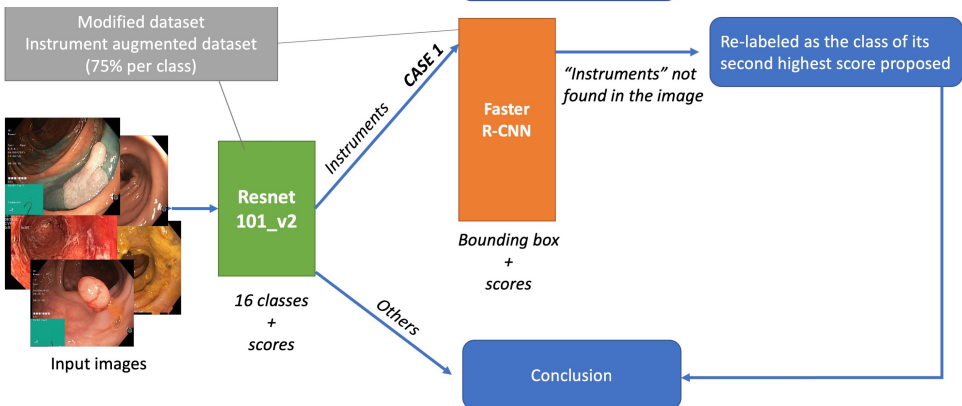 Modified dataset
Instrument augmented dataset
(75% per class)
CASE 1
Instruments
Faster
R-CNN
“Instruments” not
found in the image
Re-labeled as the class of its
second highest score proposed
Resnet
101_v2
Bounding box
+
scores
16 classes
+
scores
Others
Input images
Conclusion